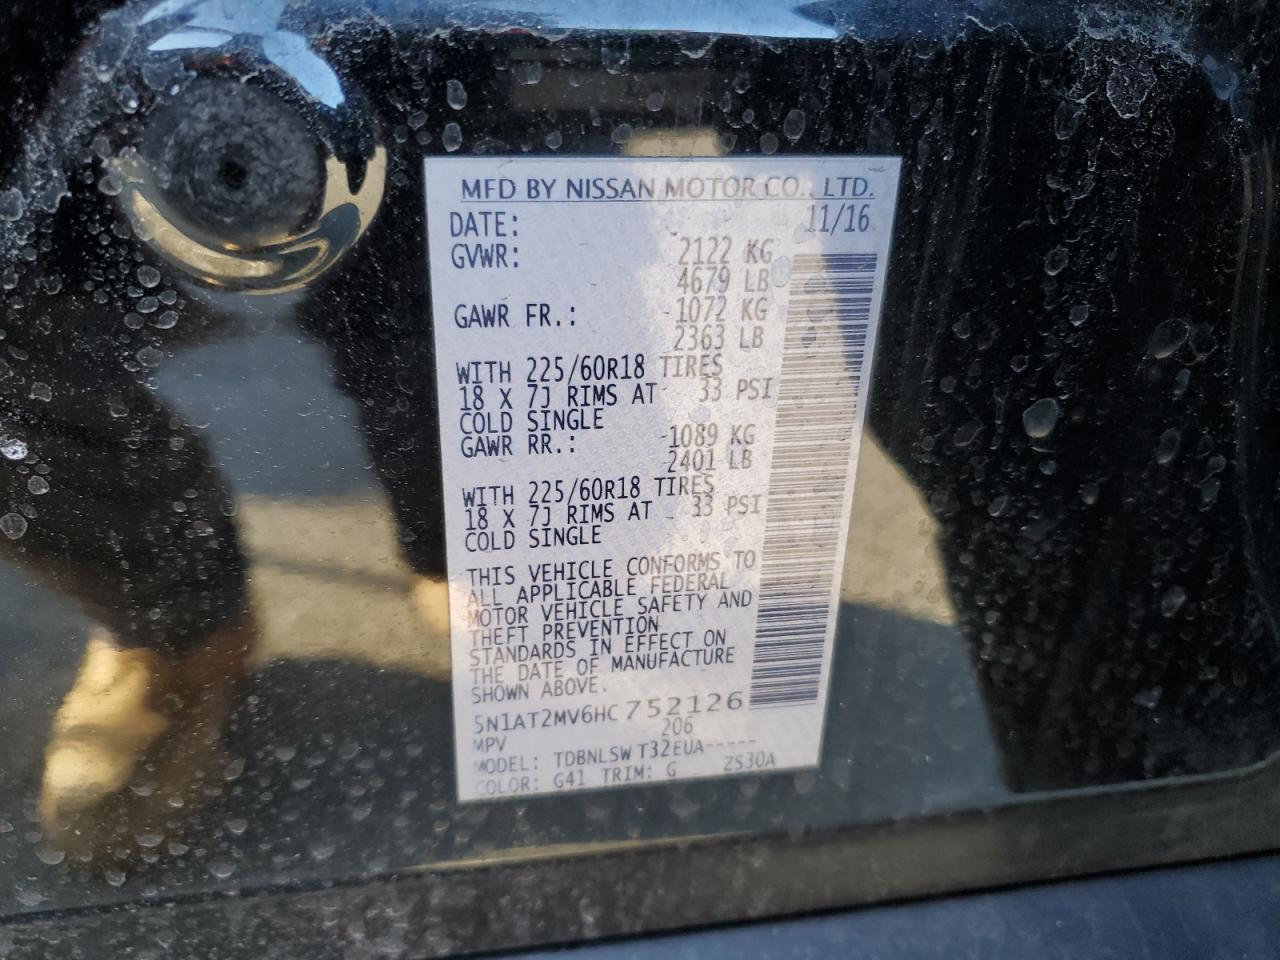 MFD BY NISSAN MOTOR CO., LTD.
DATE: 11/16
GVWR: 2122 KG
4679 LB
GAWR FR.: 1072 KG
2363 LB
WITH 225/60R18 TIRES
18 X 7J RIMS AT 33 PSI
COLD SINGLE
GAWR RR.: 1089 KG
2401 LB
WITH 225/60R18 TIRES
18 X 7J RIMS AT 33 PSI
COLD SINGLE
THIS VEHICLE CONFORMS TO
ALL APPLICABLE FEDERAL
MOTOR VEHICLE SAFETY AND
THEFT PREVENTION
STANDARDS IN EFFECT ON
THE DATE OF MANUFACTURE
SHOWN ABOVE.
5N1AT2MV6HC752126
MPV 206
MODEL: TDBNLSW T32EUA-----
COLOR: G41 TRIM: G ZS30A